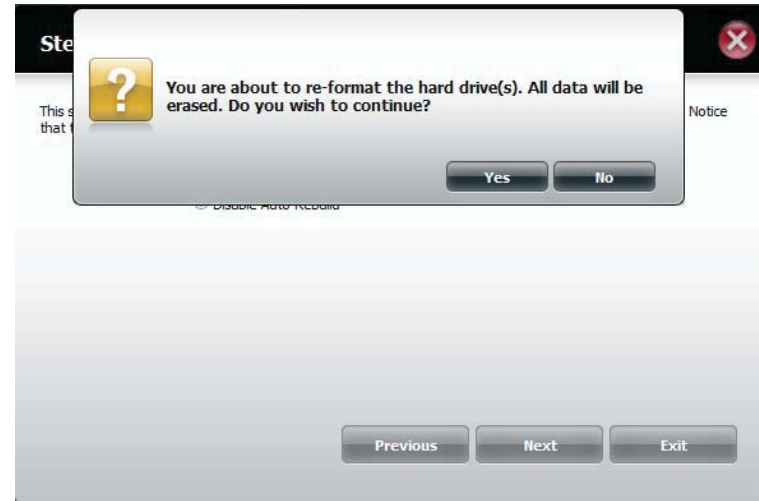 Ste
You are about to re-format the hard drive(s). All data will be
erased. Do you wish to continue?
This s
Notice
that f
Yes No
Disable Auto Rebuild
Previous Next Exit